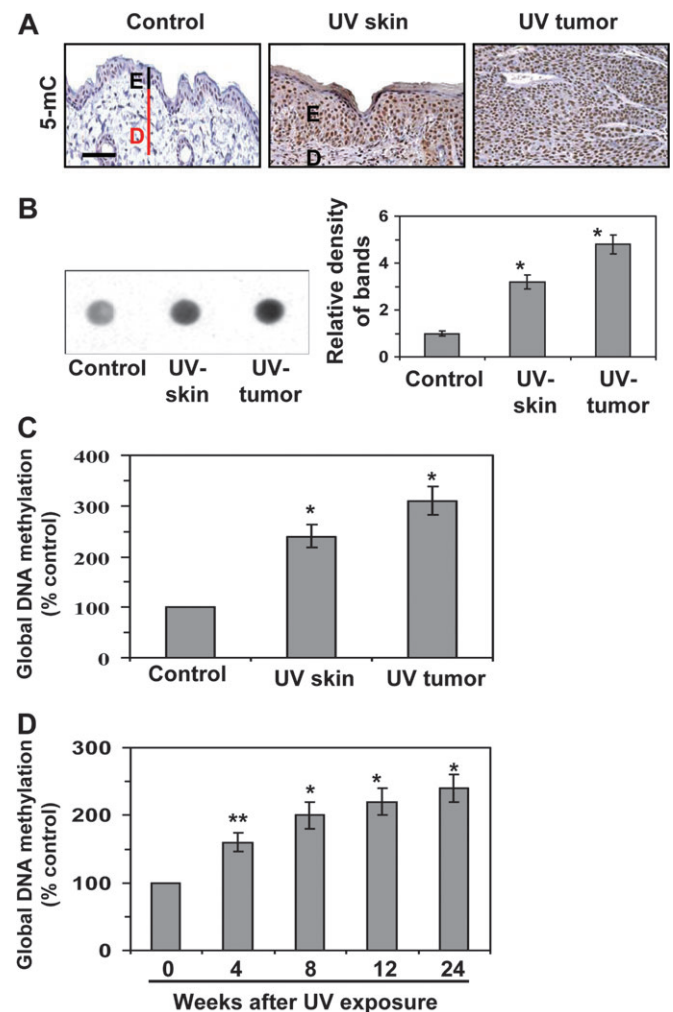 A
Control UV skin UV tumor
5-mC
E
D
E
D
B
Control UV-skin UV-tumor
Relative density of bands
6
4
2
0
*
*
Control UV-skin UV-tumor
C
Global DNA methylation (% control)
400
300
200
100
0
*
*
Control UV skin UV tumor
D
Global DNA methylation (% control)
300
200
100
0
**
*
*
*
0 4 8 12 24
Weeks after UV exposure